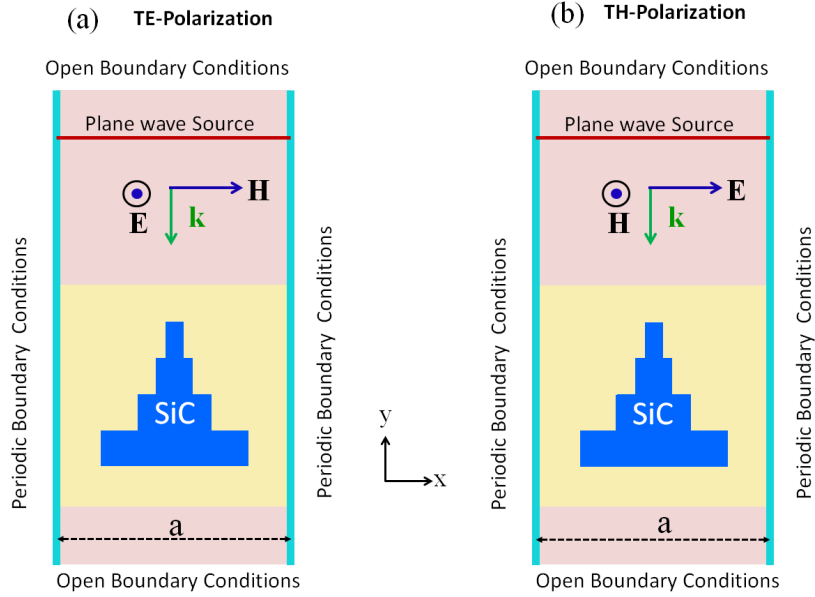 (a) TE-Polarization
Open Boundary Conditions
Plane wave Source
E
H
k
Periodic Boundary Conditions
SiC
Periodic Boundary Conditions
a
Open Boundary Conditions
y
x
(b) TH-Polarization
Open Boundary Conditions
Plane wave Source
H
E
k
Periodic Boundary Conditions
SiC
Periodic Boundary Conditions
a
Open Boundary Conditions